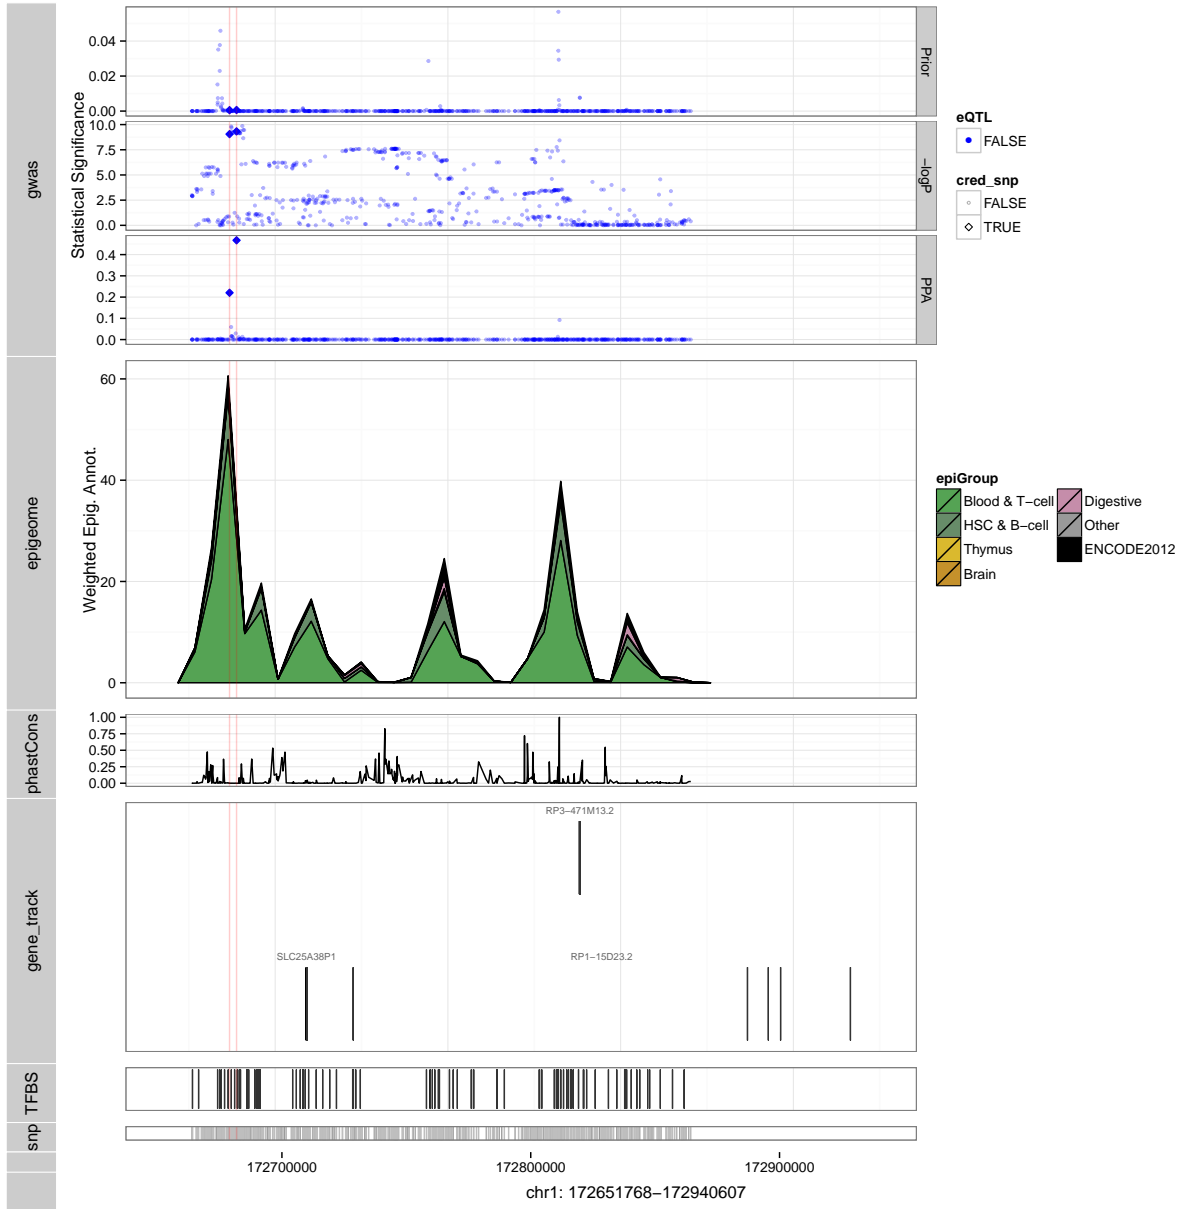 gwas
Statistical Significance
0.04
0.02
0.00
Prior
10.0
7.5
5.0
2.5
0.0
−logP
0.4
0.3
0.2
0.1
0.0
PPA
eQTL
FALSE
cred_snp
FALSE
TRUE
epigeome
Weighted Epig. Annot.
60
40
20
0
epiGroup
Blood & T−cell
HSC & B−cell
Thymus
Brain
Digestive
Other
ENCODE2012
phastCons
1.00
0.75
0.50
0.25
0.00
gene_track
RP3−471M13.2
SLC25A38P1
RP1−15D23.2
TFBS
snp
172700000
172800000
172900000
chr1: 172651768−172940607